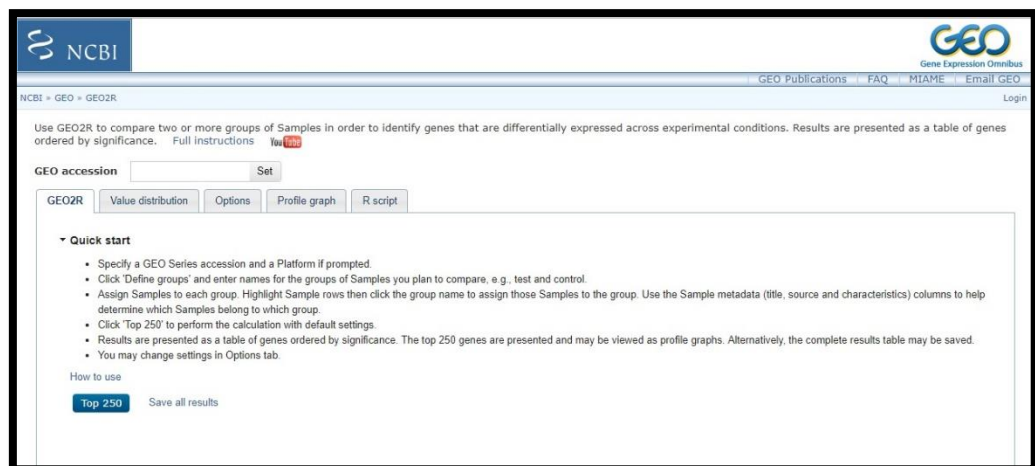 NCBI
GEO
Gene Expression Omnibus
GEO Publications | FAQ | MIAME | Email GEO
NCBI » GEO » GEO2R
Login
Use GEO2R to compare two or more groups of Samples in order to identify genes that are differentially expressed across experimental conditions. Results are presented as a table of genes
ordered by significance. Full instructions YouTube
GEO accession Set
GEO2R Value distribution Options Profile graph R script
Quick start
• Specify a GEO Series accession and a Platform if prompted.
• Click 'Define groups' and enter names for the groups of Samples you plan to compare, e.g., test and control.
• Assign Samples to each group. Highlight Sample rows then click the group name to assign those Samples to the group. Use the Sample metadata (title, source and characteristics) columns to help
determine which Samples belong to which group.
• Click 'Top 250' to perform the calculation with default settings.
• Results are presented as a table of genes ordered by significance. The top 250 genes are presented and may be viewed as profile graphs. Alternatively, the complete results table may be saved.
• You may change settings in Options tab.
How to use
Top 250 Save all results